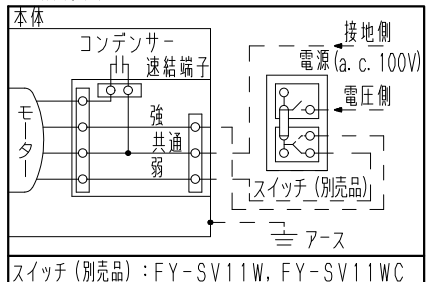 本体
コンデンサー
速結端子
接地側
電源(a.c.100V)
電圧側
モーター
強
共通
弱
スイッチ(別売品)
アース
スイッチ(別売品):FY-SV11W,FY-SV11WC